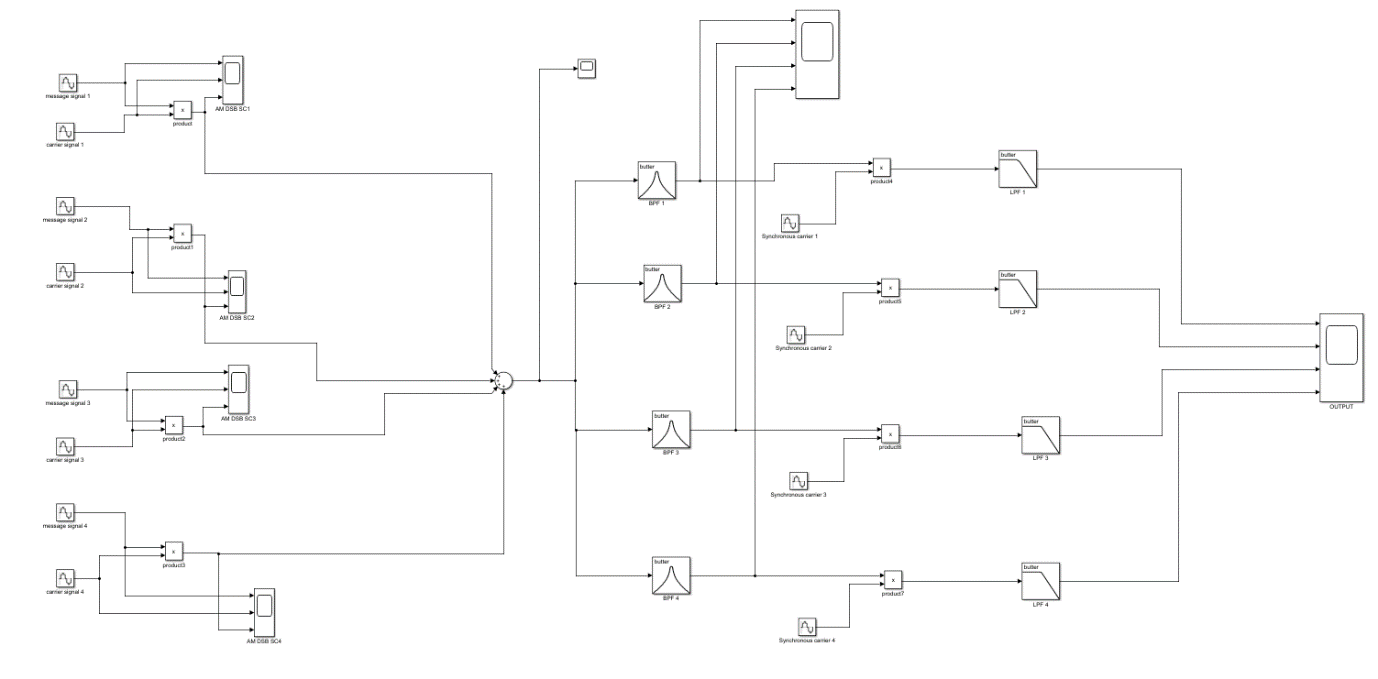 message signal 1
carrier signal 1
x
product
AM DSB SC1
message signal 2
carrier signal 2
x
product1
AM DSB SC2
message signal 3
carrier signal 3
x
product2
AM DSB SC3
message signal 4
carrier signal 4
x
product3
AM DSB SC4
butter
BPF 1
butter
BPF 2
butter
BPF 3
butter
BPF 4
x
product4
Synchronous carrier 1
x
product5
Synchronous carrier 2
x
product6
Synchronous carrier 3
x
product7
Synchronous carrier 4
butter
LPF 1
butter
LPF 2
butter
LPF 3
butter
LPF 4
OUTPUT